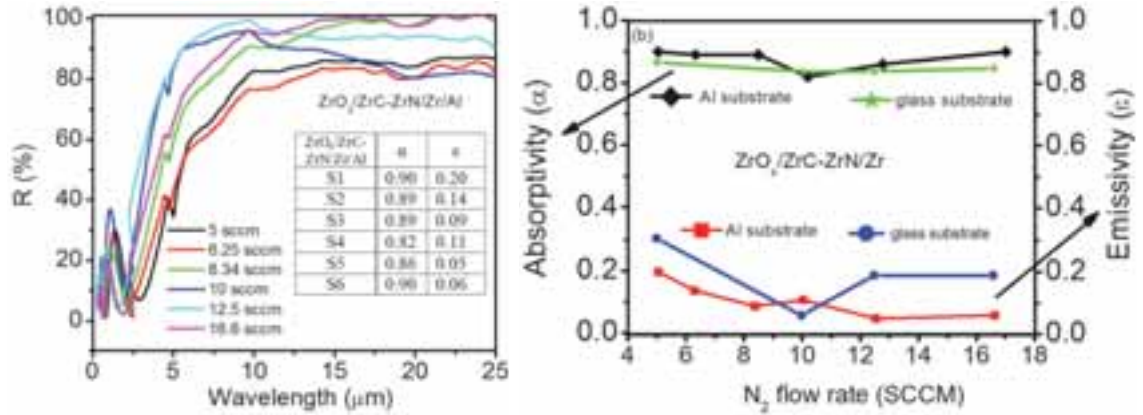 100
80
60
40
20
0
R (%)
ZrOx/ZrC-ZrN/Zr/Al
ZrOx/ZrC-
ZrN/Zr/Al α ε
S1 0.90 0.20
S2 0.89 0.14
S3 0.89 0.09
S4 0.82 0.11
S5 0.86 0.05
S6 0.90 0.06
5 sccm
6.25 sccm
8.34 sccm
10 sccm
12.5 sccm
16.6 sccm
0 5 10 15 20 25
Wavelength (μm)
(b)
1.0
0.8
0.6
0.4
0.2
0.0
Absorptivity (α)
Al substrate
glass substrate
ZrOx/ZrC-ZrN/Zr
Al substrate
glass substrate
1.0
0.8
0.6
0.4
0.2
0.0
Emissivity (ε)
4 6 8 10 12 14 16 18
N2 flow rate (SCCM)